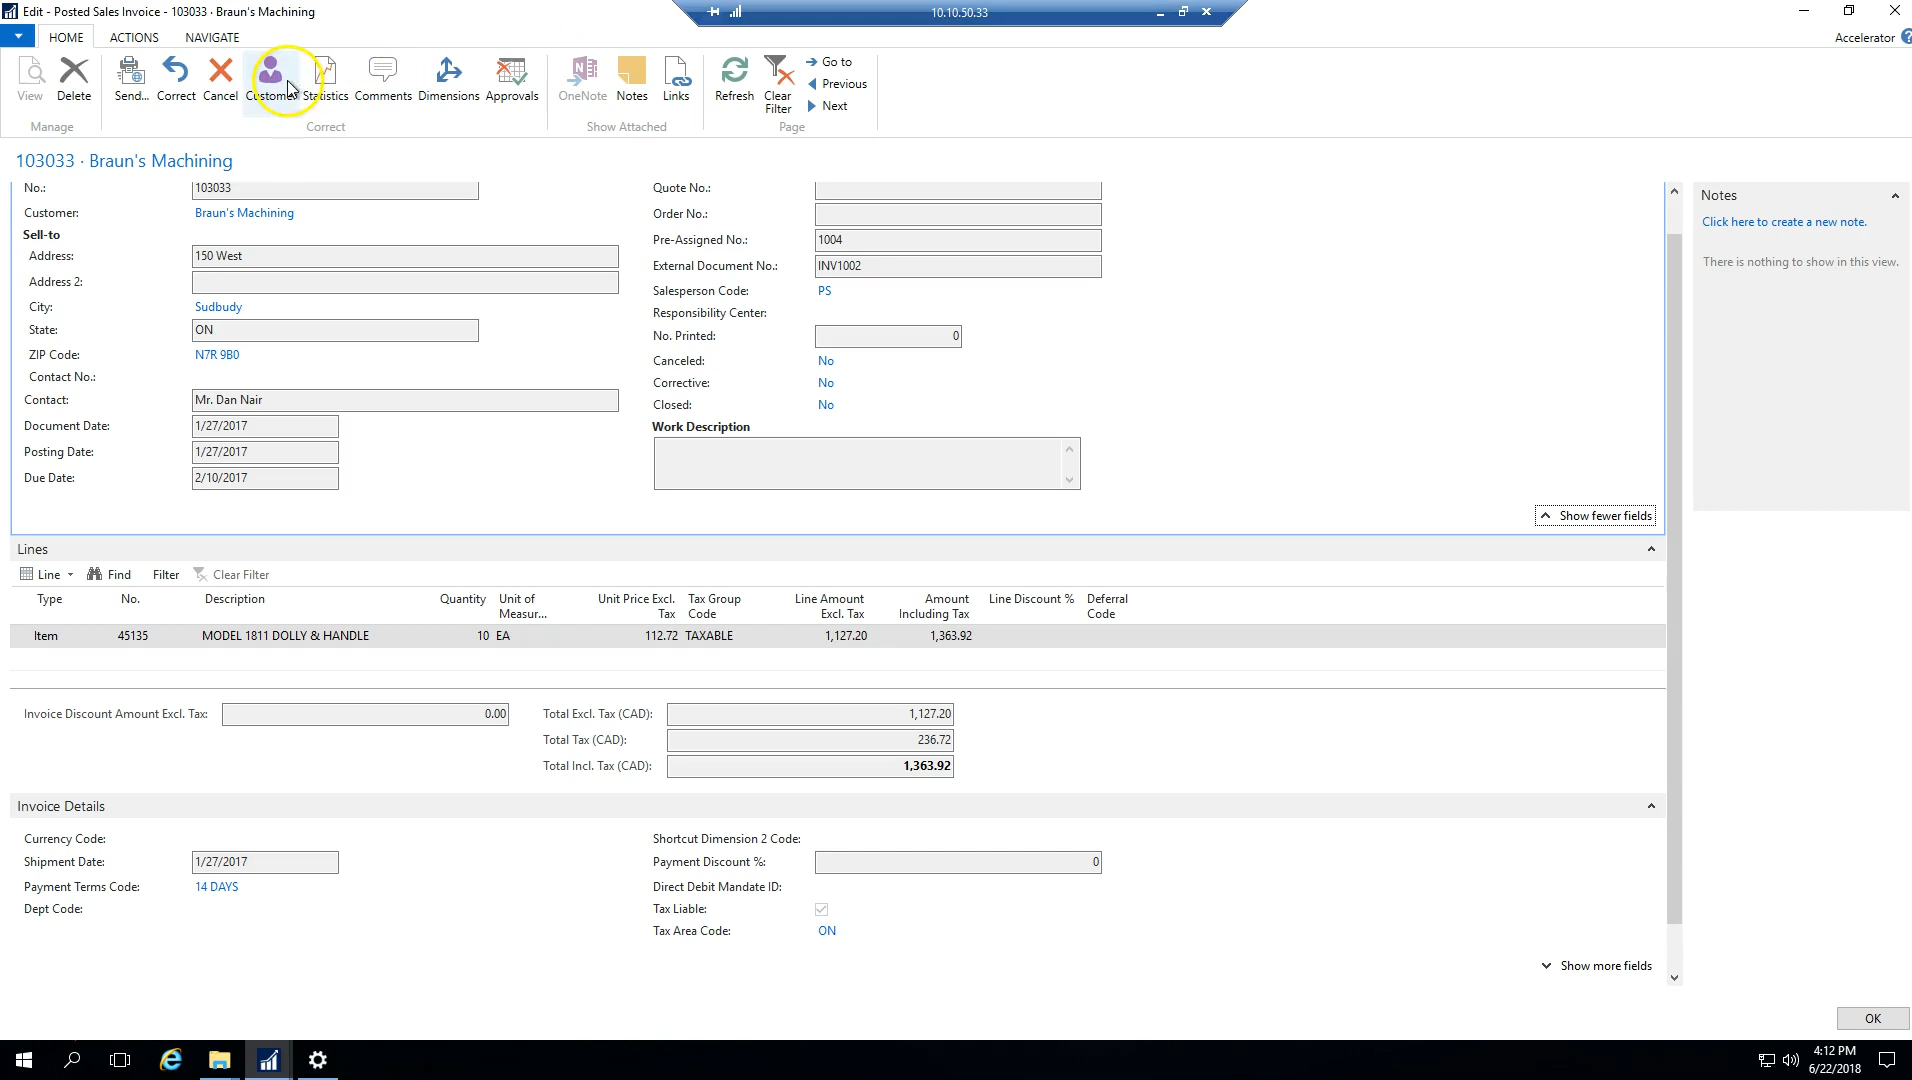 Edit - Posted Sales Invoice - 103033 · Braun's Machining
10.10.50.33
HOME ACTIONS NAVIGATE
Accelerator
View Delete Send... Correct Cancel Customer Statistics Comments Dimensions Approvals OneNote Notes Links Refresh Clear Filter
Go to
Previous
Next
Manage Correct Show Attached Page
103033 · Braun's Machining
No.: 103033
Customer: Braun's Machining
Sell-to
Address: 150 West
Address 2:
City: Sudbudy
State: ON
ZIP Code: N7R 9B0
Contact No.:
Contact: Mr. Dan Nair
Document Date: 1/27/2017
Posting Date: 1/27/2017
Due Date: 2/10/2017
Quote No.:
Order No.:
Pre-Assigned No.: 1004
External Document No.: INV1002
Salesperson Code: PS
Responsibility Center:
No. Printed: 0
Canceled: No
Corrective: No
Closed: No
Work Description
Show fewer fields
Notes
Click here to create a new note.
There is nothing to show in this view.
Lines
Line Find Filter Clear Filter
Type No. Description Quantity Unit of Measur... Unit Price Excl. Tax Tax Group Code Line Amount Excl. Tax Amount Including Tax Line Discount % Deferral Code
Item 45135 MODEL 1811 DOLLY & HANDLE 10 EA 112.72 TAXABLE 1,127.20 1,363.92
Invoice Discount Amount Excl. Tax: 0.00
Total Excl. Tax (CAD): 1,127.20
Total Tax (CAD): 236.72
Total Incl. Tax (CAD): 1,363.92
Invoice Details
Currency Code:
Shipment Date: 1/27/2017
Payment Terms Code: 14 DAYS
Dept Code:
Shortcut Dimension 2 Code:
Payment Discount %: 0
Direct Debit Mandate ID:
Tax Liable:
Tax Area Code: ON
Show more fields
OK
4:12 PM
6/22/2018